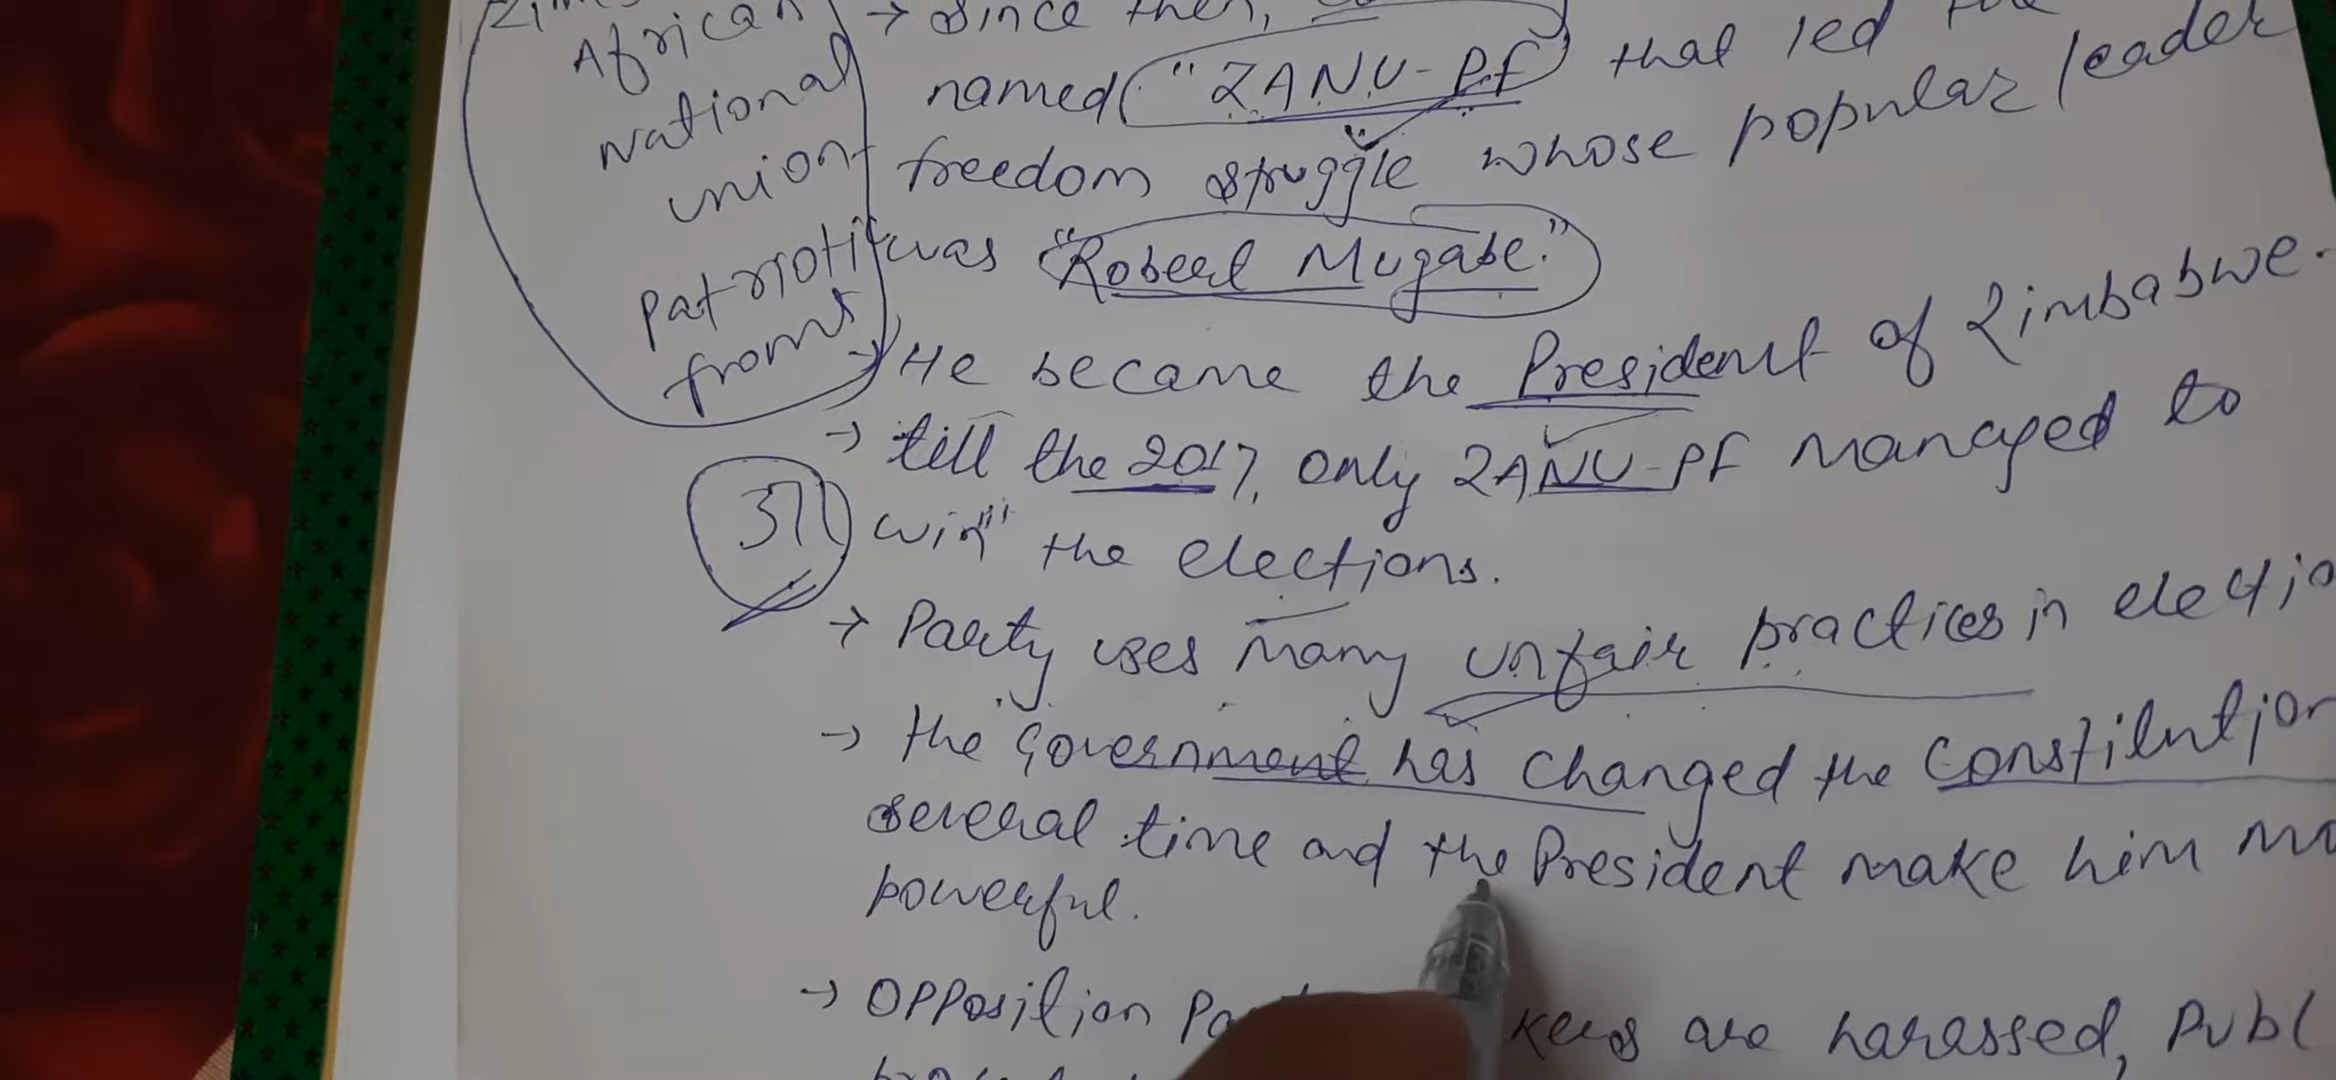 African
National
union
Patrioti
front
→ Since then,
named "ZANU-P.F" that led the
freedom struggle whose popular leader
was "Robert Mugabe."
→ He became the President of Zimbabwe.
→ till the 2017, only ZANU-PF managed to
37
win" the elections.
→ Party uses many unfair practices in electio
→ the Government has changed the constitution
several time and the President make him mo
powerful.
→ Opposition Pa kers are harassed, Publ